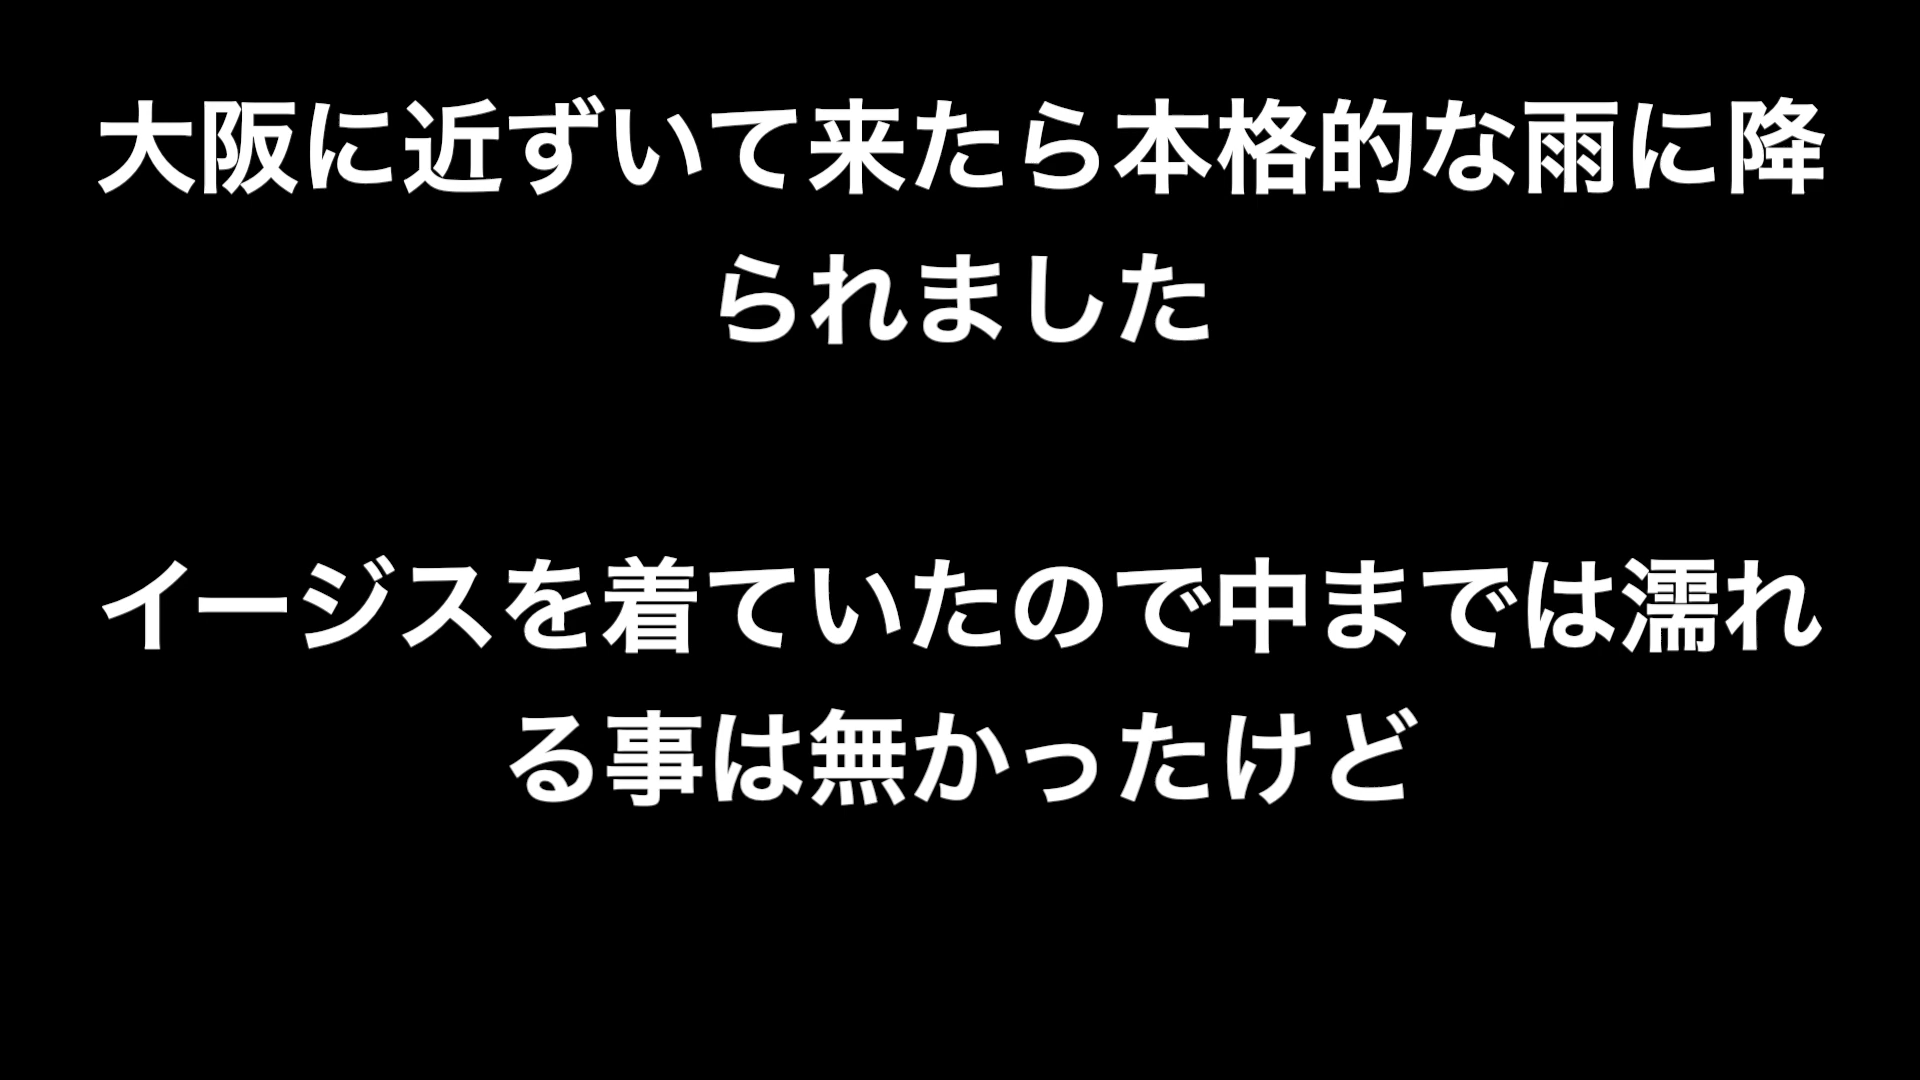 大阪に近ずいて来たら本格的な雨に降
られました
イージスを着ていたので中までは濡れ
る事は無かったけど